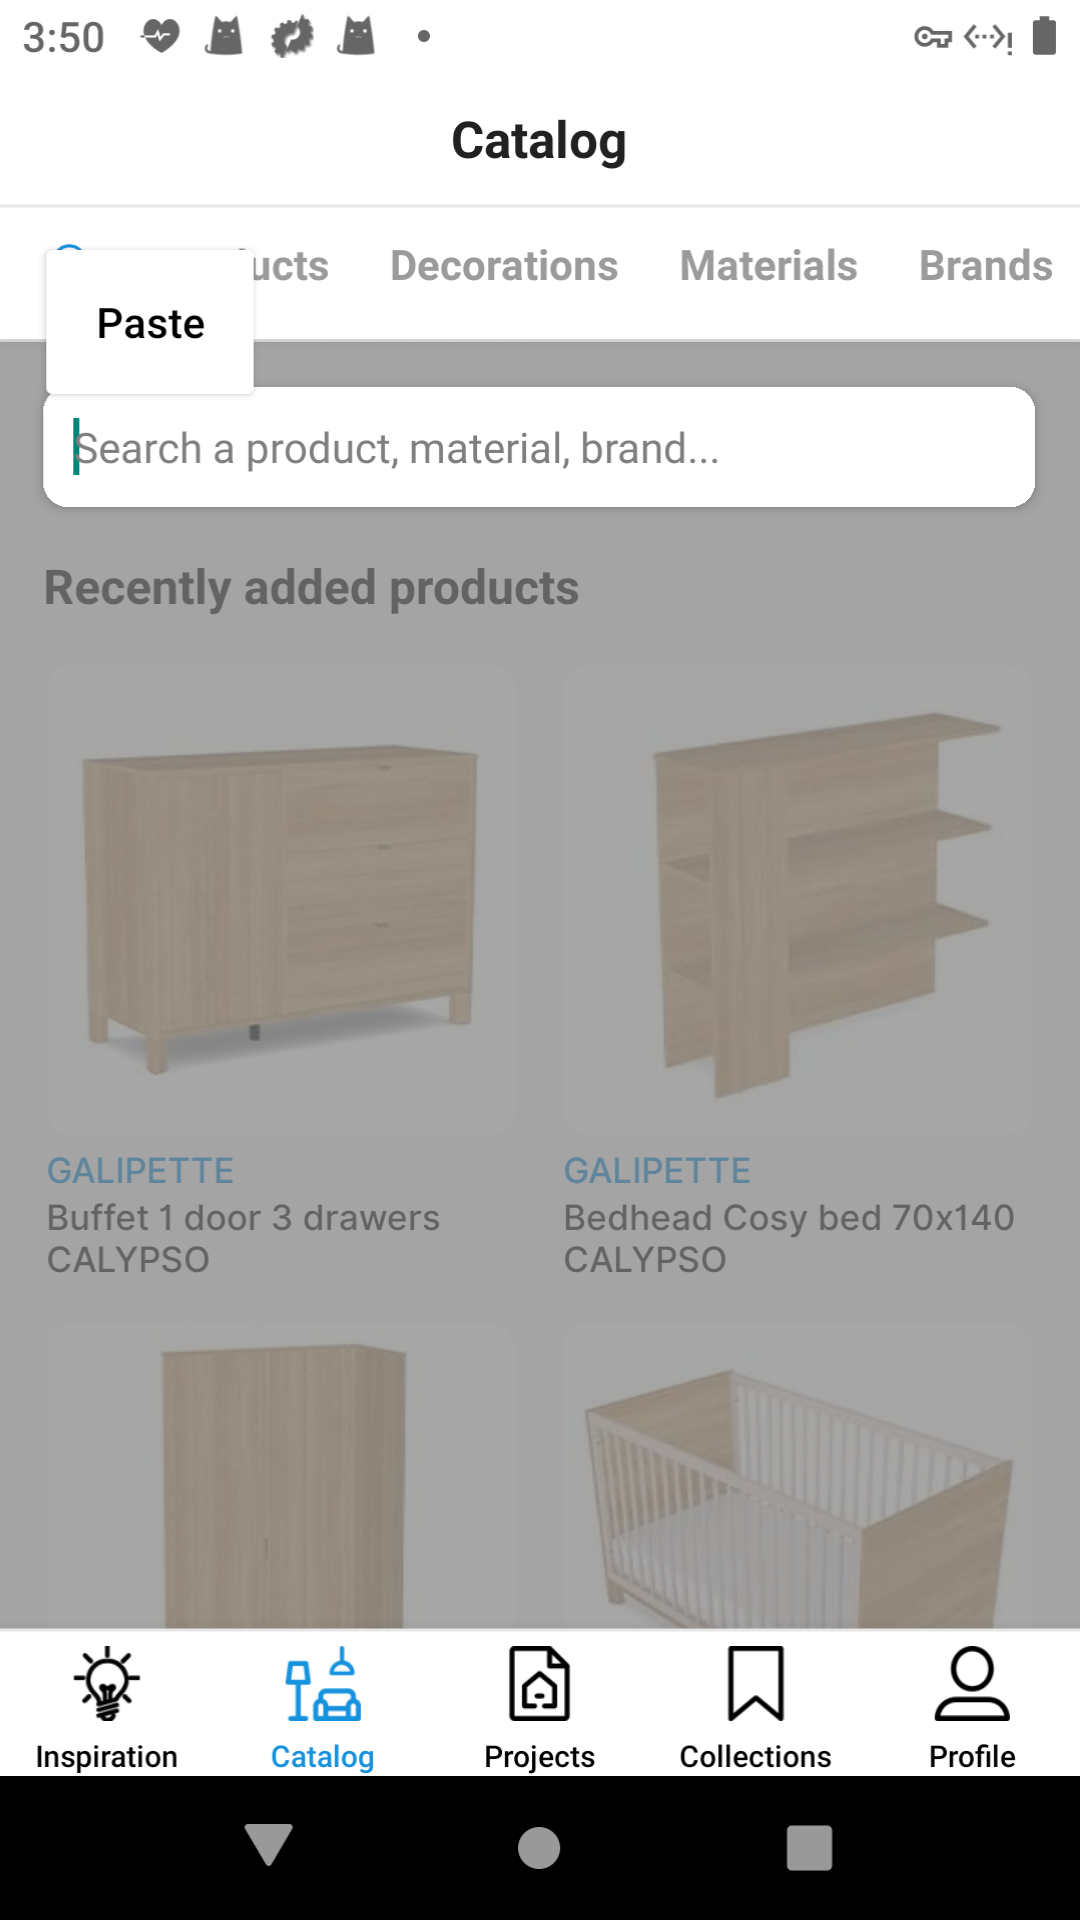 3:50
Catalog
ucts Decorations Materials Brands
Paste
Search a product, material, brand...
Recently added products
GALIPETTE
Buffet 1 door 3 drawers
CALYPSO
GALIPETTE
Bedhead Cosy bed 70x140
CALYPSO
Inspiration Catalog Projects Collections Profile